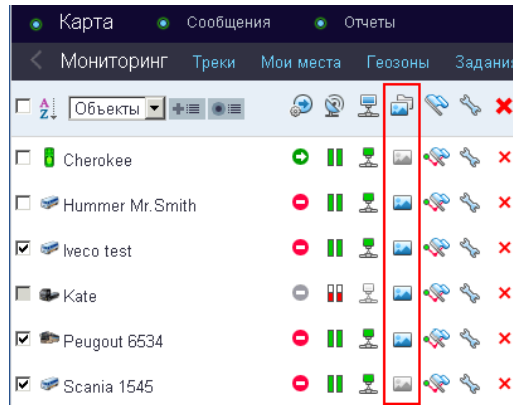 Карта Сообщения Отчеты
Мониторинг Треки Мои места Геозоны Задания
A Z Объекты
Cherokee
Hummer Mr.Smith
Iveco test
Kate
Peugout 6534
Scania 1545